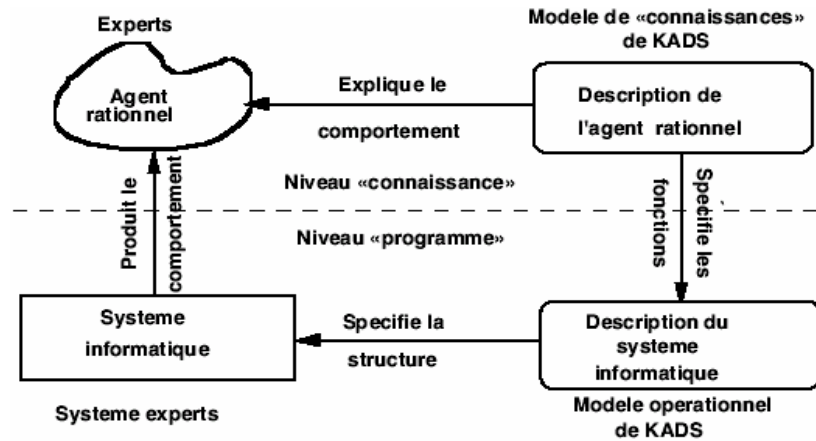 Experts
Modele de «connaissances»
de KADS
Agent
rationnel
Explique le
comportement
Description de
l'agent rationnel
Niveau «connaissance»
Niveau «programme»
Produit le
comportement
Specifie les
fonctions
Systeme
informatique
Specifie la
structure
Description du
systeme
informatique
Systeme experts
Modele operationnel
de KADS